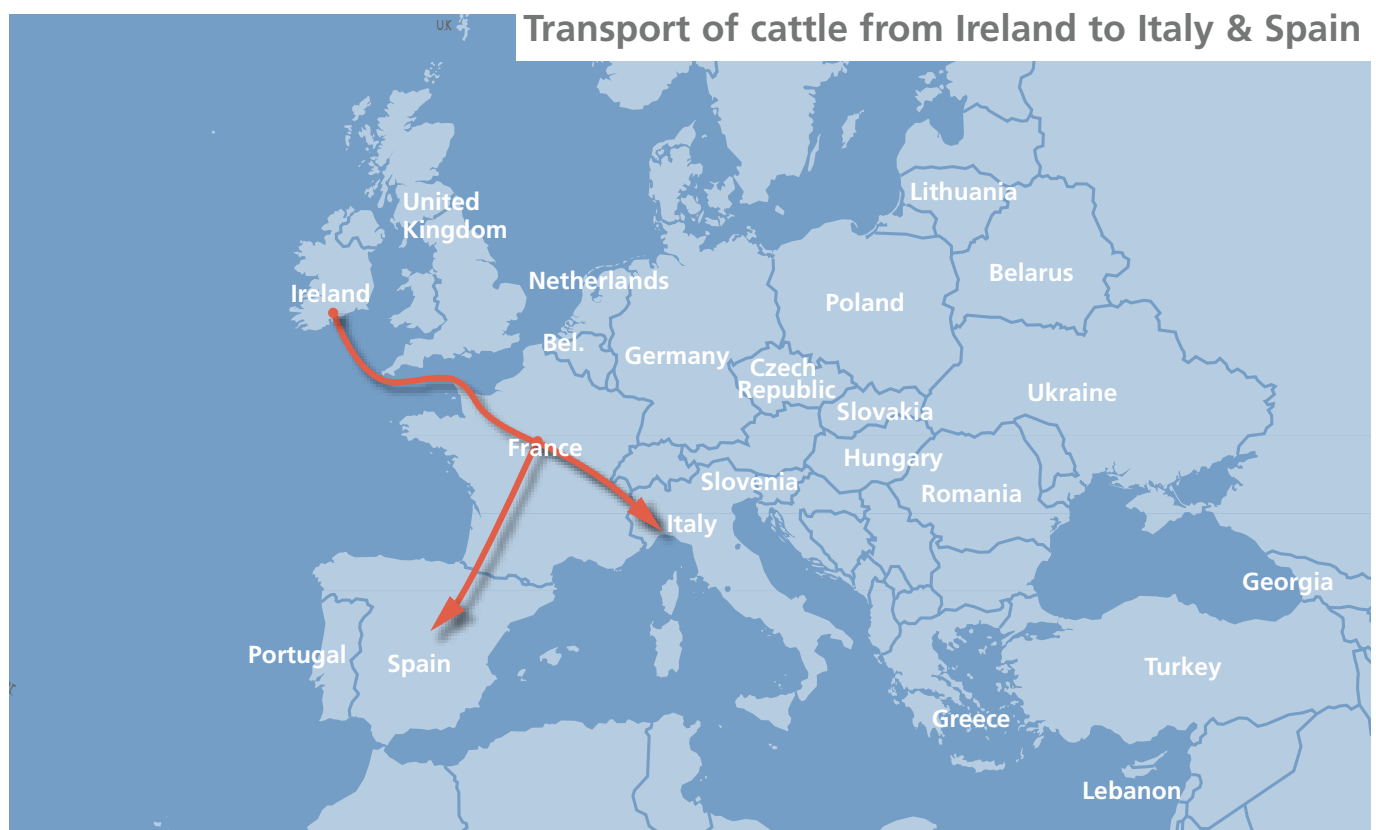 UK
Transport of cattle from Ireland to Italy & Spain
United
Kingdom
Lithuania
Belarus
Netherlands
Ireland
Poland
Bel.
Germany
Czech
Republic
Ukraine
Slovakia
France
Hungary
Slovenia
Romania
Italy
Georgia
Portugal
Spain
Turkey
Greece
Lebanon